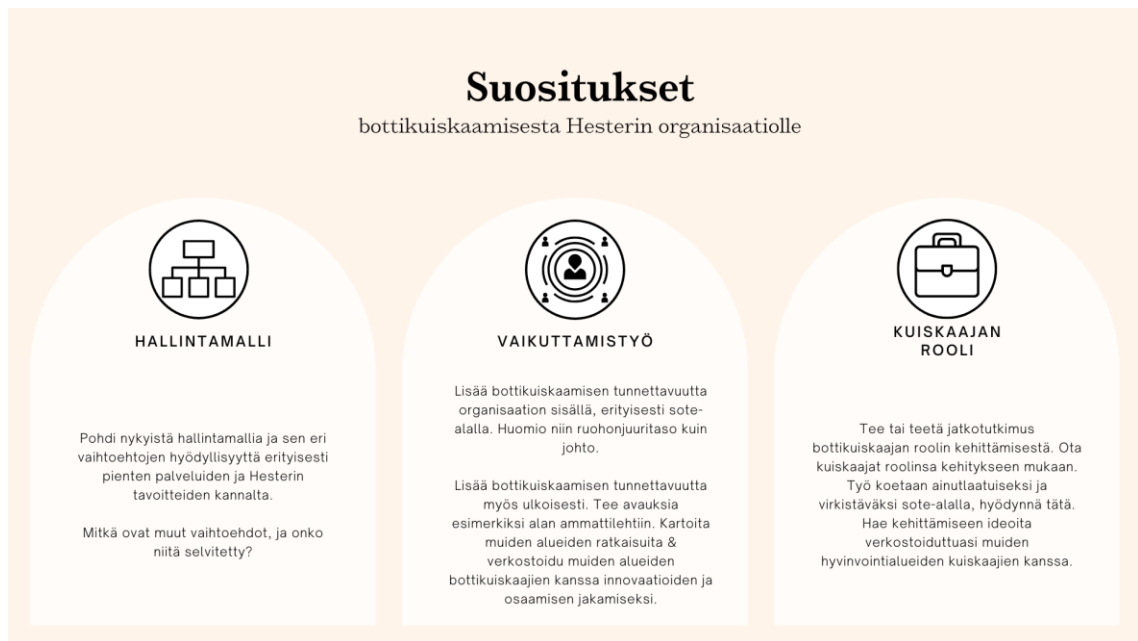 Suositukset
bottikuiskaamisesta Hesterin organisaatiolle
HALLINTAMALLI
Pohdi nykyistä hallintamallia ja sen eri
vaihtoehtojen hyödyllisyyttä erityisesti
pienten palveluiden ja Hesterin
tavoitteiden kannalta.
Mitkä ovat muut vaihtoehdot, ja onko
niitä selvitetty?
VAIKUTTAMISTYÖ
Lisää bottikuiskaamisen tunnettavuutta
organisaation sisällä, erityisesti sote-
alalla. Huomio niin ruohonjuuritaso kuin
johto.
Lisää bottikuiskaamisen tunnettavuutta
myös ulkoisesti. Tee avauksia
esimerkiksi alan ammattilehtiin. Kartoita
muiden alueiden ratkaisuita &
verkostoidu muiden alueiden
bottikuiskaajien kanssa innovaatioiden ja
osaamisen jakamiseksi.
KUISKAAJAN
ROOLI
Tee tai teetä jatkotutkimus
bottikuiskaajan roolin kehittämisestä. Ota
kuiskaajat roolinsa kehitykseen mukaan.
Työ koetaan ainutlaatuiseksi ja
virkistäväksi sote-alalla, hyödynnä tätä.
Hae kehittämiseen ideoita
verkostoiduttuasi muiden
hyvinvointialueiden kuiskaajien kanssa.